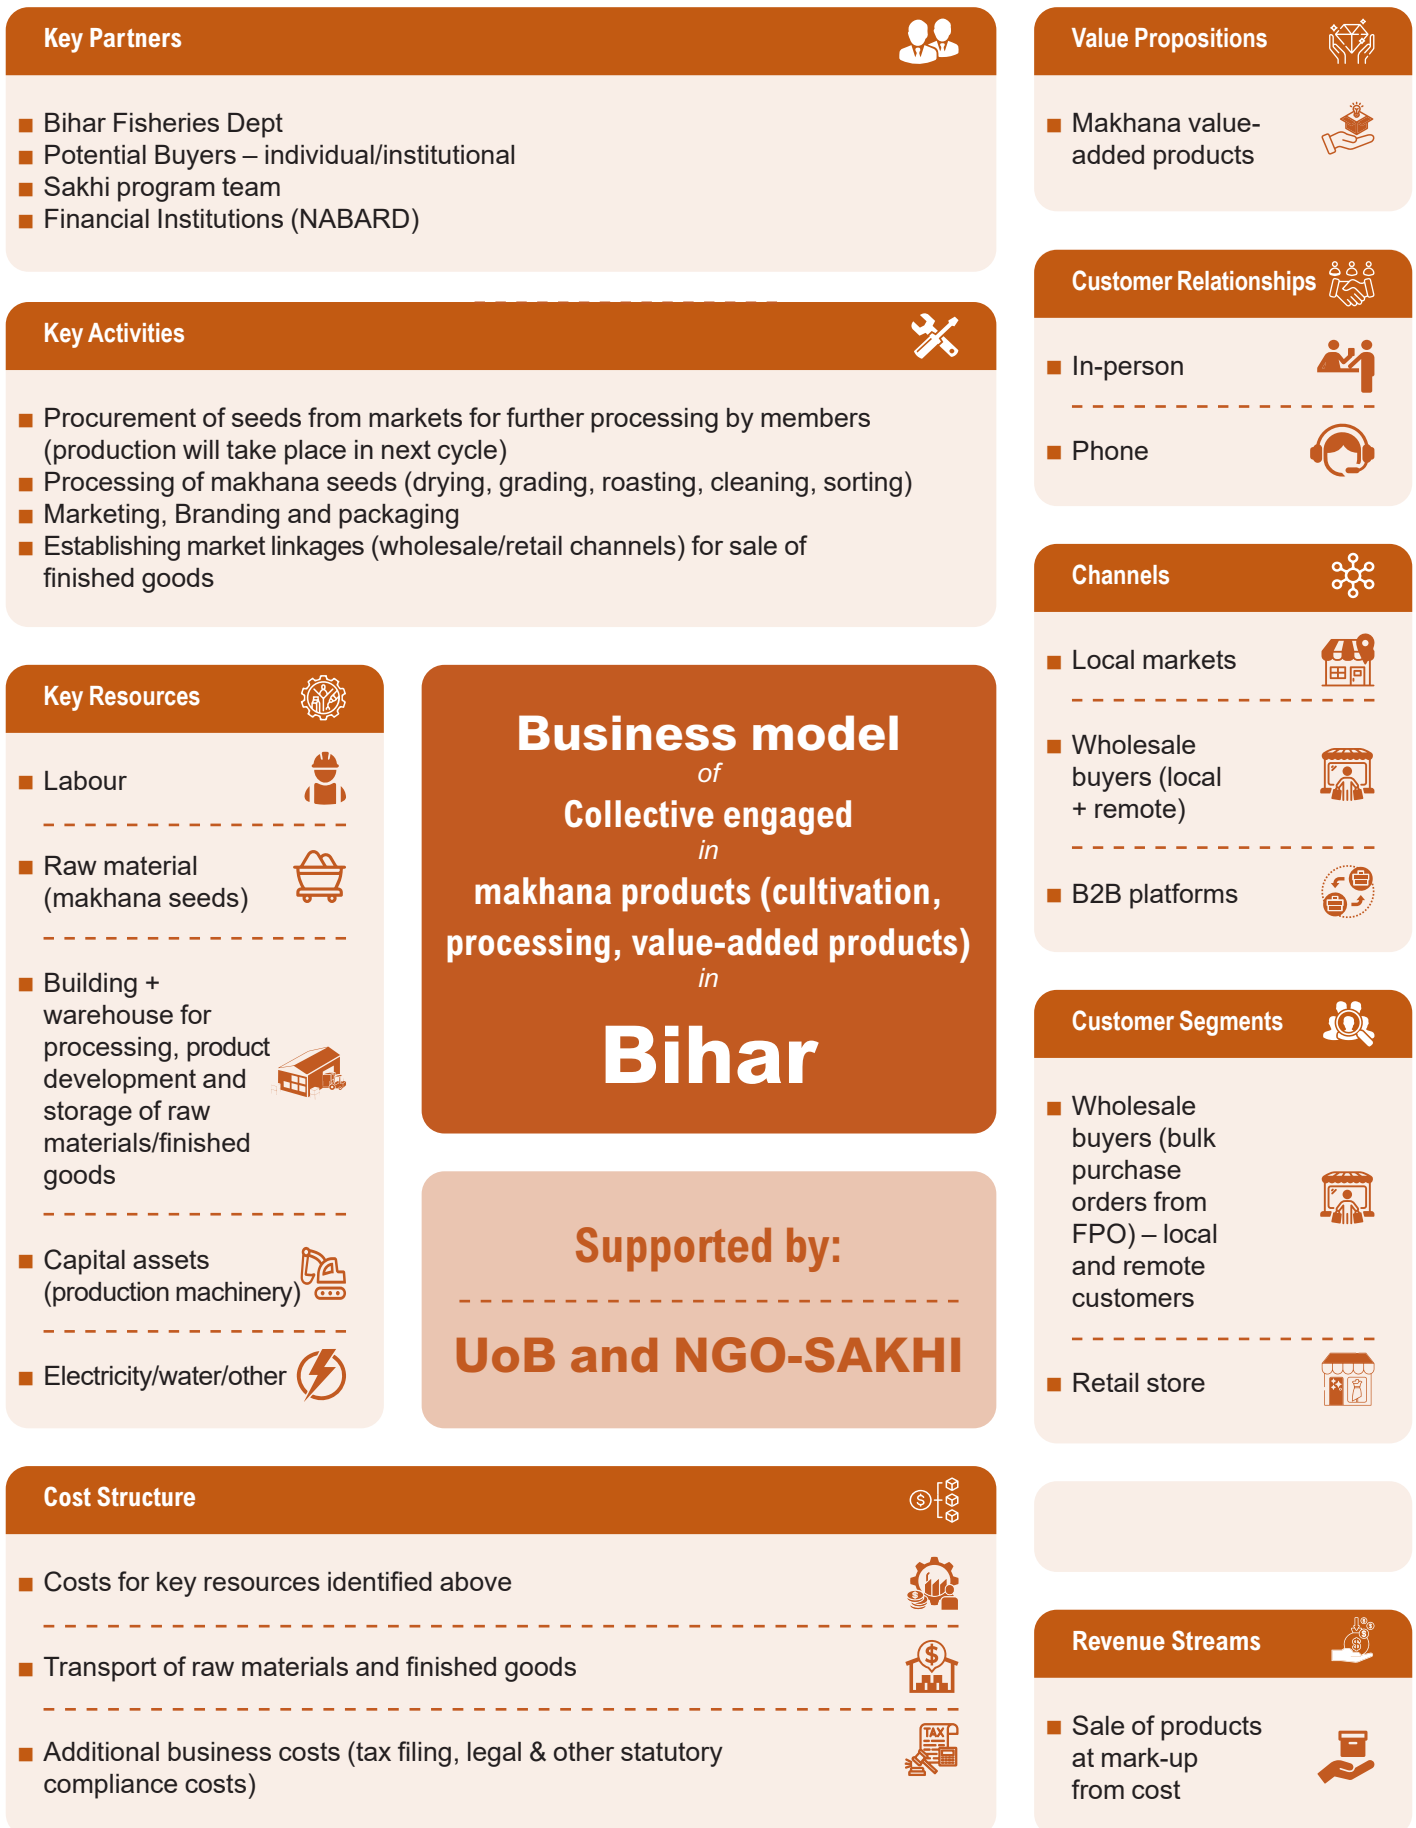 Key Partners
■ Bihar Fisheries Dept
■ Potential Buyers – individual/institutional
■ Sakhi program team
■ Financial Institutions (NABARD)
Key Activities
■ Procurement of seeds from markets for further processing by members
(production will take place in next cycle)
■ Processing of makhana seeds (drying, grading, roasting, cleaning, sorting)
■ Marketing, Branding and packaging
■ Establishing market linkages (wholesale/retail channels) for sale of
finished goods
Key Resources
■ Labour
■ Raw material
(makhana seeds)
■ Building +
warehouse for
processing, product
development and
storage of raw
materials/finished
goods
■ Capital assets
(production machinery)
■ Electricity/water/other
Business model
of
Collective engaged
in
makhana products (cultivation,
processing, value-added products)
in
Bihar
Supported by:
UoB and NGO-SAKHI
Cost Structure
■ Costs for key resources identified above
■ Transport of raw materials and finished goods
■ Additional business costs (tax filing, legal & other statutory
compliance costs)
TAX
Value Propositions
■ Makhana value-
added products
Customer Relationships
■ In-person
■ Phone
Channels
■ Local markets
■ Wholesale
buyers (local
+ remote)
■ B2B platforms
Customer Segments
■ Wholesale
buyers (bulk
purchase
orders from
FPO) – local
and remote
customers
■ Retail store
Revenue Streams
■ Sale of products
at mark-up
from cost